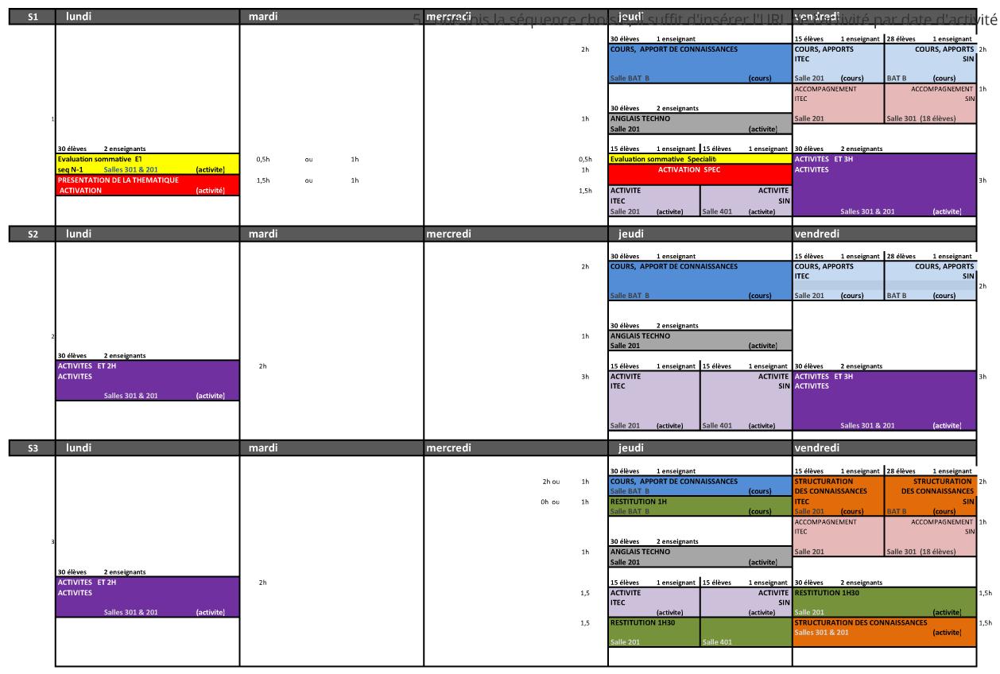 S1 lundi mardi mercredi jeudi vendredi
5 Une fois la séquence choisie, il suffit d'insérer l'URL de l'activité par date d'activité
30 élèves 1 enseignant 15 élèves 1 enseignant 28 élèves 1 enseignant
2h COURS, APPORT DE CONNAISSANCES COURS, APPORTS COURS, APPORTS 2h
ITEC SIN
Salle BAT B (cours) Salle 201 (cours) BAT B (cours)
ACCOMPAGNEMENT ACCOMPAGNEMENT 1h
ITEC SIN
30 élèves 2 enseignants
1 1h ANGLAIS TECHNO Salle 201 Salle 301 (18 élèves)
Salle 201 (activite)
30 élèves 2 enseignants 15 élèves 1 enseignant 15 élèves 1 enseignant 30 élèves 2 enseignants
Evaluation sommative ET 0,5h ou 1h 0,5h Evaluation sommative Specialité ACTIVITES ET 3H
seq N-1 Salles 301 & 201 (activite) 1h ACTIVATION SPEC ACTIVITES
PRESENTATION DE LA THEMATIQUE 1,5h ou 1h 3h
ACTIVATION (activité) 1,5h ACTIVITE ACTIVITE
ITEC SIN
Salle 201 (activite) Salle 401 (activite) Salles 301 & 201 (activite)
S2 lundi mardi mercredi jeudi vendredi
30 élèves 1 enseignant 15 élèves 1 enseignant 28 élèves 1 enseignant
2h COURS, APPORT DE CONNAISSANCES COURS, APPORTS COURS, APPORTS
ITEC SIN
2h
Salle BAT B (cours) Salle 201 (cours) BAT B (cours)
30 élèves 2 enseignants
2 1h ANGLAIS TECHNO
Salle 201 (activite)
30 élèves 2 enseignants
ACTIVITES ET 2H 2h 15 élèves 1 enseignant 15 élèves 1 enseignant 30 élèves 2 enseignants
ACTIVITES 3h ACTIVITE ACTIVITE ACTIVITES ET 3H 3h
ITEC SIN ACTIVITES
Salles 301 & 201 (activite)
Salle 201 (activite) Salle 401 (activite) Salles 301 & 201 (activite)
S3 lundi mardi mercredi jeudi vendredi
30 élèves 1 enseignant 15 élèves 1 enseignant 28 élèves 1 enseignant
2h ou 1h COURS, APPORT DE CONNAISSANCES STRUCTURATION STRUCTURATION 2h
Salle BAT B (cours) DES CONNAISSANCES DES CONNAISSANCES
0h ou 1h RESTITUTION 1H ITEC SIN
Salle BAT B (cours) Salle 201 (cours) BAT B (cours)
ACCOMPAGNEMENT ACCOMPAGNEMENT 1h
ITEC SIN
3 30 élèves 2 enseignants
1h ANGLAIS TECHNO Salle 201 Salle 301 (18 élèves)
Salle 201 (activite)
30 élèves 2 enseignants
ACTIVITES ET 2H 2h 15 élèves 1 enseignant 15 élèves 1 enseignant 30 élèves 2 enseignants
ACTIVITES 1,5 ACTIVITE ACTIVITE RESTITUTION 1H30 1,5h
ITEC SIN
Salles 301 & 201 (activite) (activite) (activite) Salle 201 (activite)
1,5 RESTITUTION 1H30 STRUCTURATION DES CONNAISSANCES 1,5h
Salles 301 & 201 (activite)
Salle 201 Salle 401